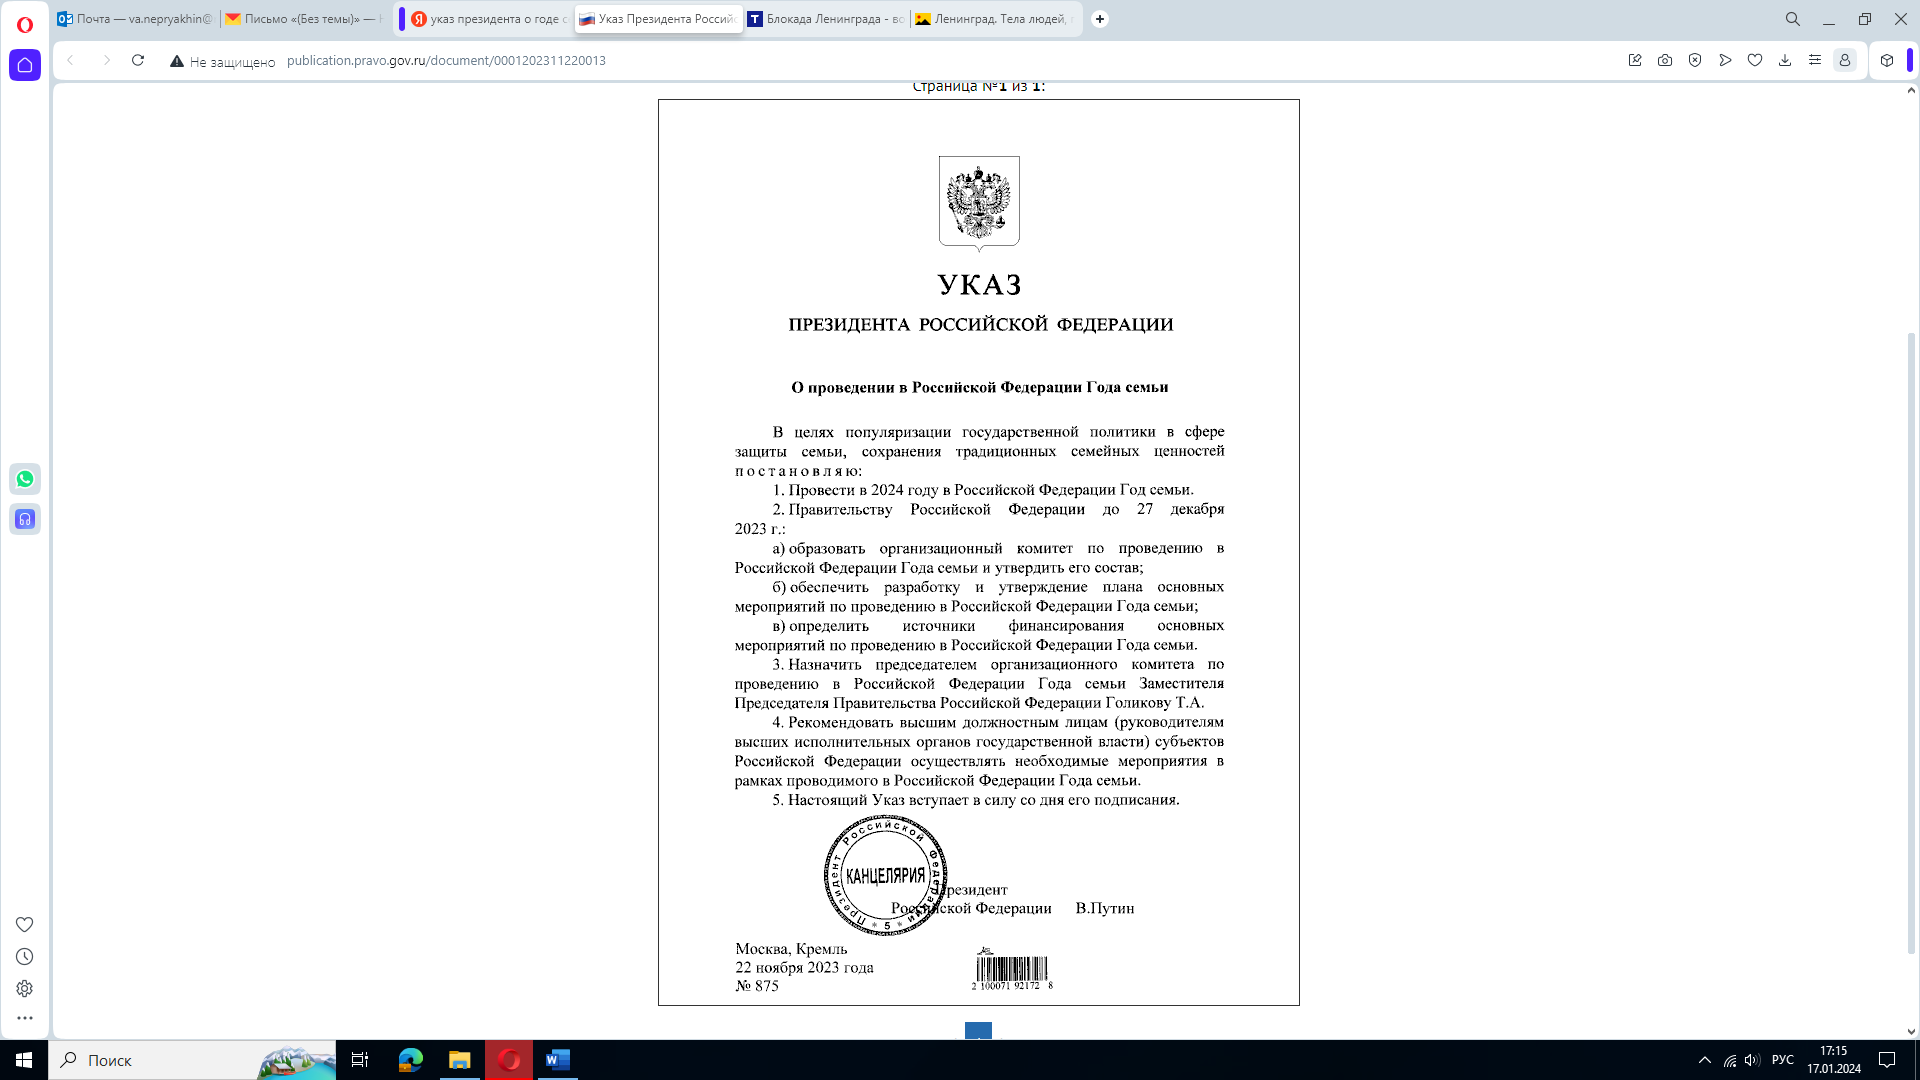 Почта — va.nepryakhin@
Письмо «(Без темы)» —
указ президента о годе с
Указ Президента Россий
Блокада Ленинграда - во
Ленинград. Тела людей,
Не защищено publication.pravo.gov.ru/document/0001202311220013
Страница №1 из 1:
УКАЗ
ПРЕЗИДЕНТА РОССИЙСКОЙ ФЕДЕРАЦИИ
О проведении в Российской Федерации Года семьи
В целях популяризации государственной политики в сфере
защиты семьи, сохранения традиционных семейных ценностей
п о с т а н о в л я ю:
1. Провести в 2024 году в Российской Федерации Год семьи.
2. Правительству Российской Федерации до 27 декабря
2023 г.:
а) образовать организационный комитет по проведению в
Российской Федерации Года семьи и утвердить его состав;
б) обеспечить разработку и утверждение плана основных
мероприятий по проведению в Российской Федерации Года семьи;
в) определить источники финансирования основных
мероприятий по проведению в Российской Федерации Года семьи.
3. Назначить председателем организационного комитета по
проведению в Российской Федерации Года семьи Заместителя
Председателя Правительства Российской Федерации Голикову Т.А.
4. Рекомендовать высшим должностным лицам (руководителям
высших исполнительных органов государственной власти) субъектов
Российской Федерации осуществлять необходимые мероприятия в
рамках проводимого в Российской Федерации Года семьи.
5. Настоящий Указ вступает в силу со дня его подписания.
Президент Российской Федерации
КАНЦЕЛЯРИЯ
* 5 *
Президент
Российской Федерации В.Путин
Москва, Кремль
22 ноября 2023 года
№ 875
2 100071 92172 8
Поиск
РУС
17:15
17.01.2024